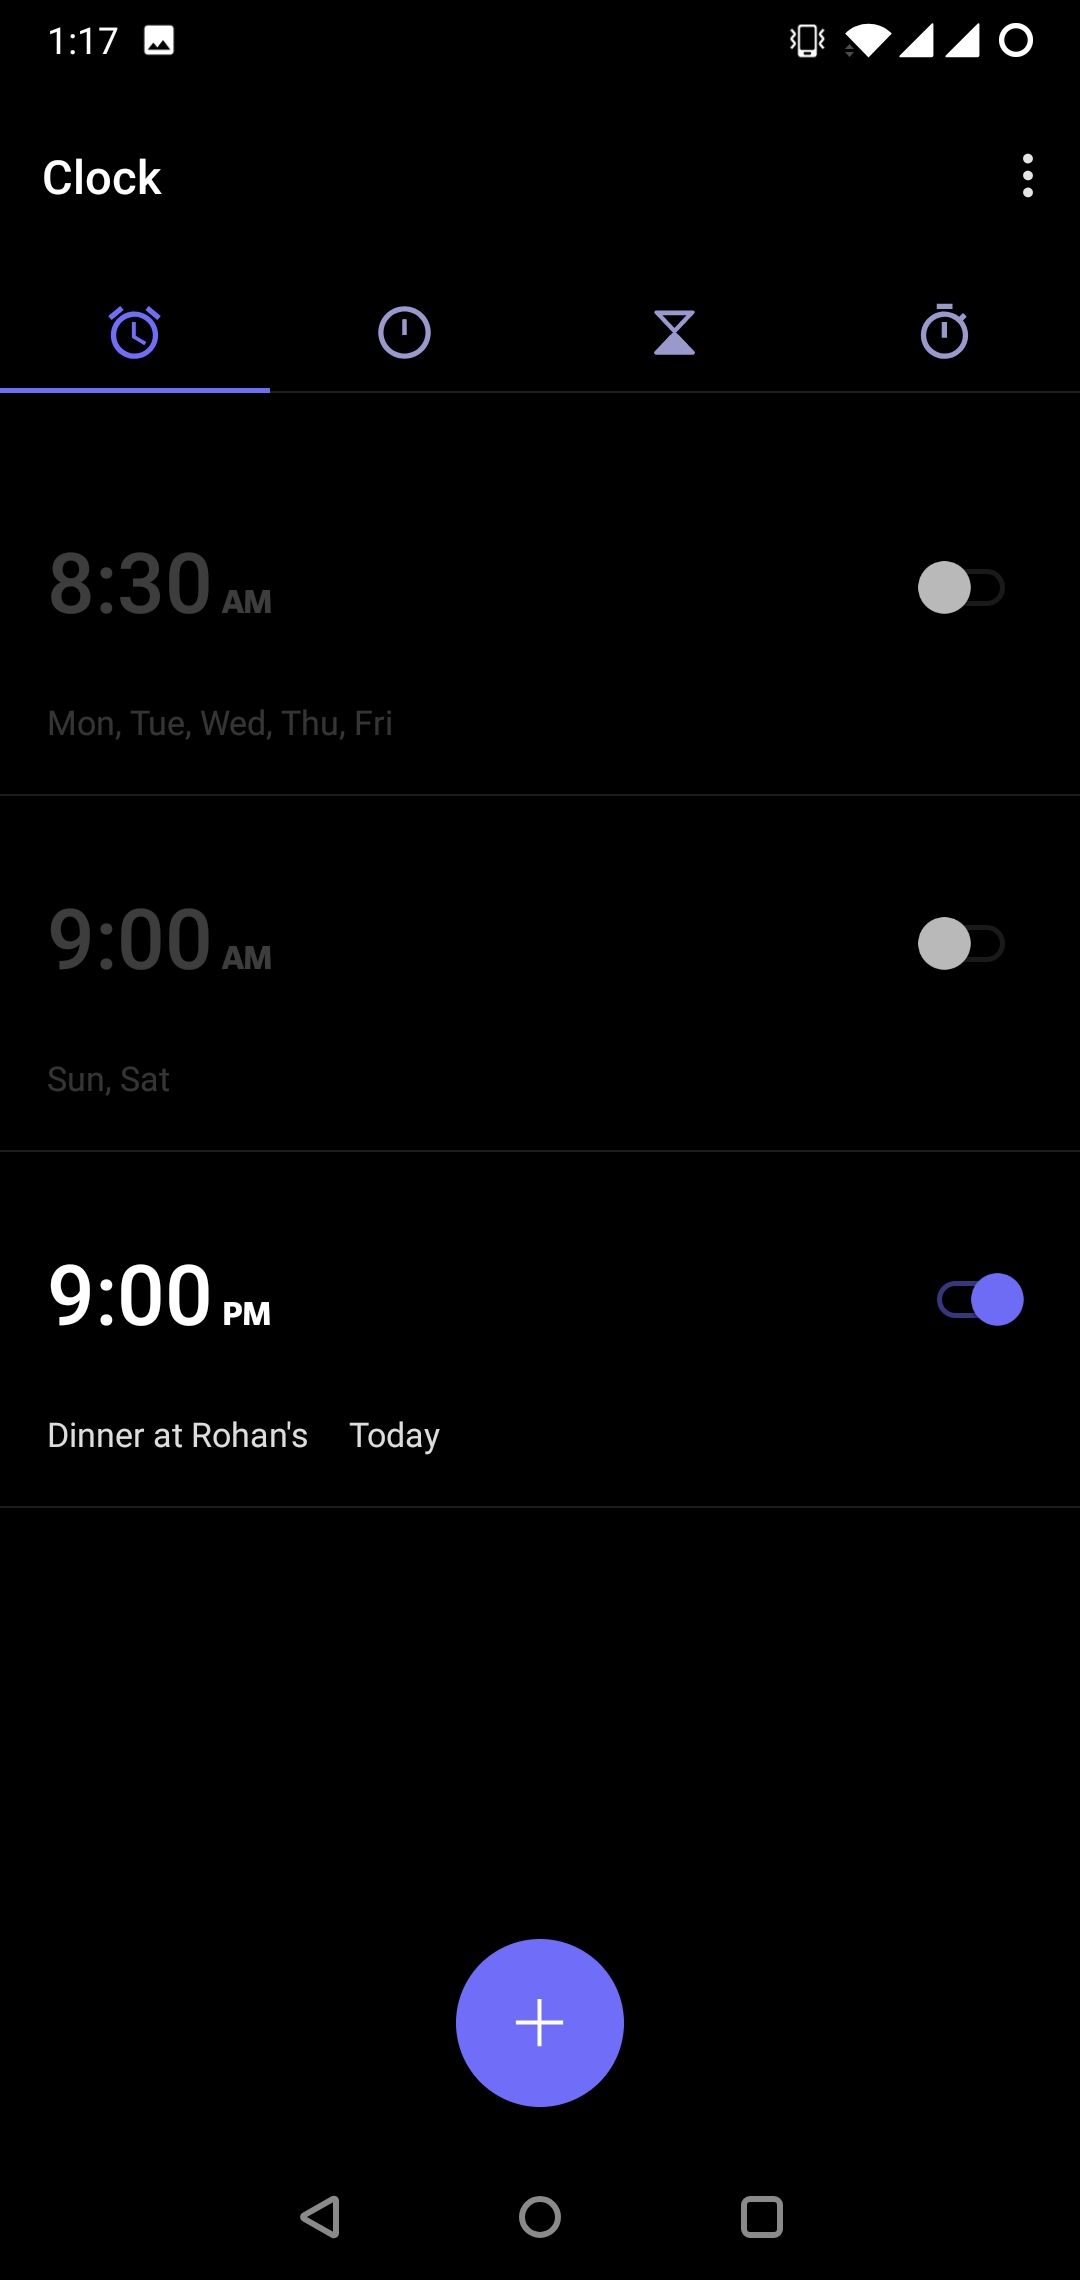 1:17
Clock
8:30 AM
Mon, Tue, Wed, Thu, Fri
9:00 AM
Sun, Sat
9:00 PM
Dinner at Rohan's Today